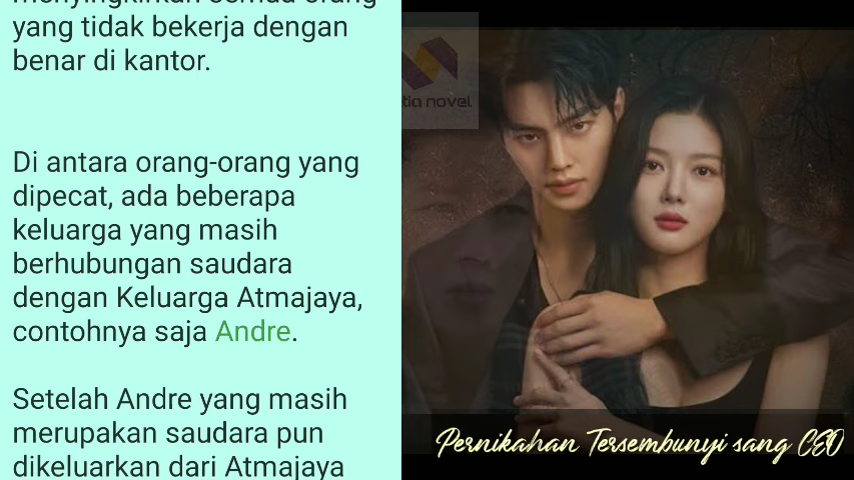 yang tidak bekerja dengan
benar di kantor.
Di antara orang-orang yang
dipecat, ada beberapa
keluarga yang masih
berhubungan saudara
dengan Keluarga Atmajaya,
contohnya saja Andre.
Setelah Andre yang masih
merupakan saudara pun
dikeluarkan dari Atmajaya
tia novel
Pernikahan Tersembunyi sang CEO